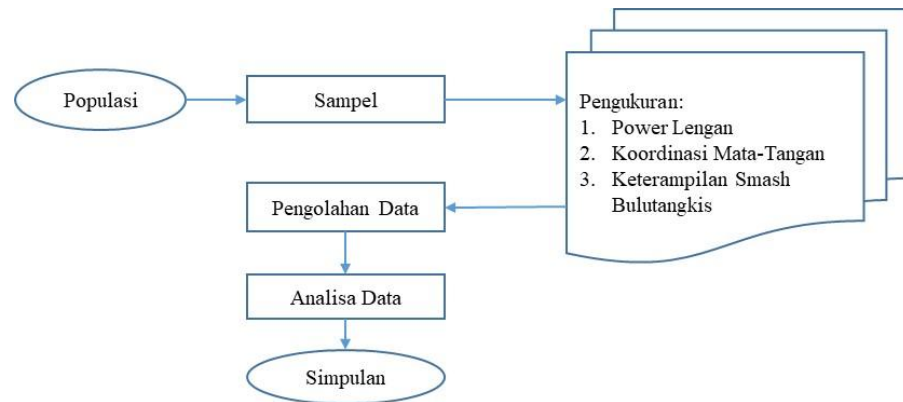 Populasi
Sampel
Pengukuran:
1. Power Lengan
2. Koordinasi Mata-Tangan
3. Keterampilan Smash
Bulutangkis
Pengolahan Data
Analisa Data
Simpulan